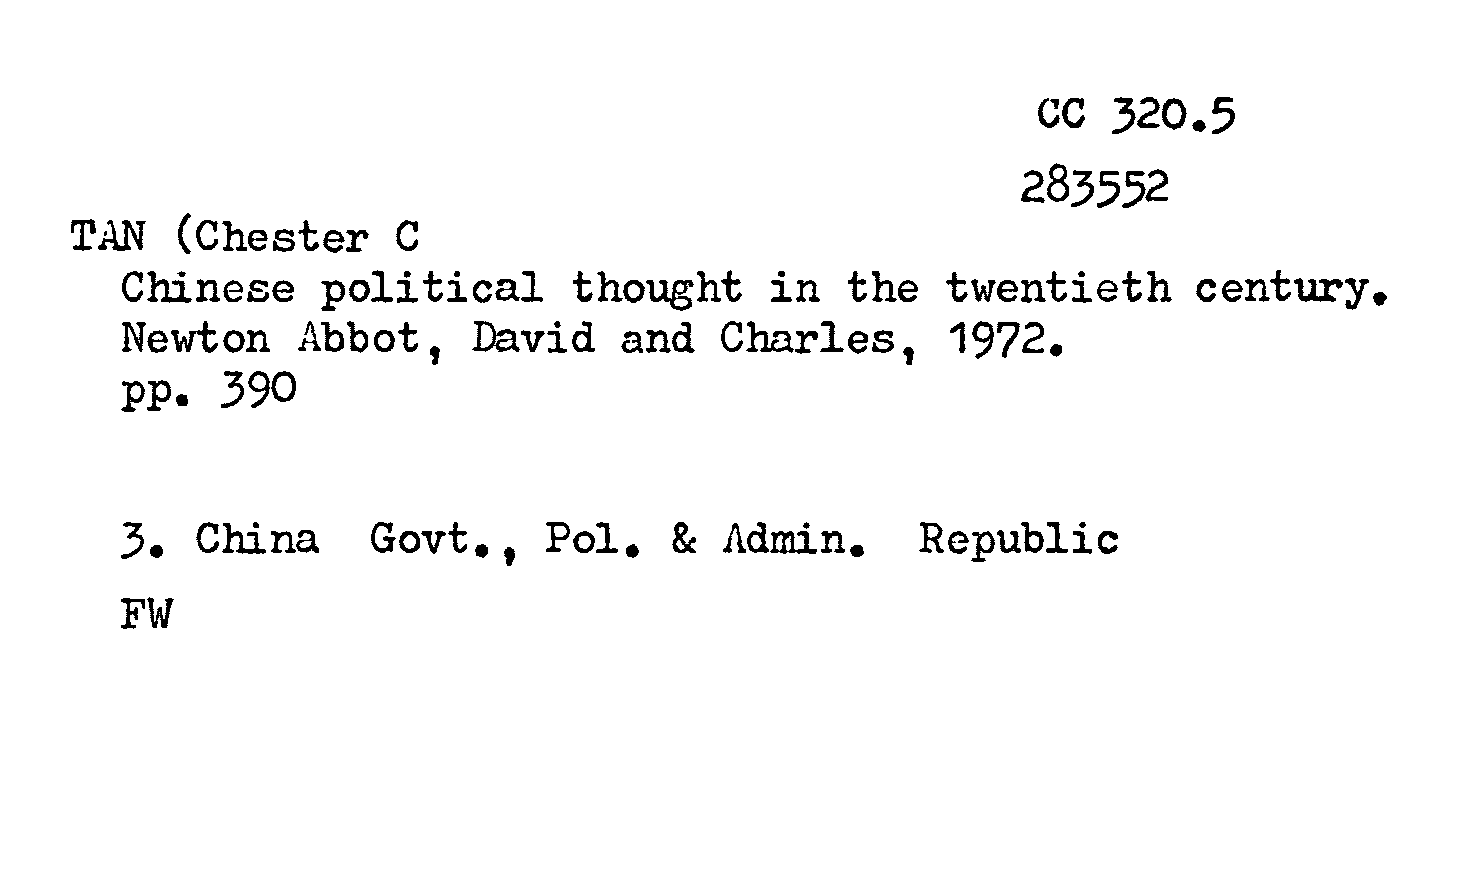 CC 320.5
283552
TAN (Chester C
Chinese political thought in the twentieth century.
Newton Abbot, David and Charles, 1972.
pp. 390
3. China Govt., Pol. & Admin. Republic
FW